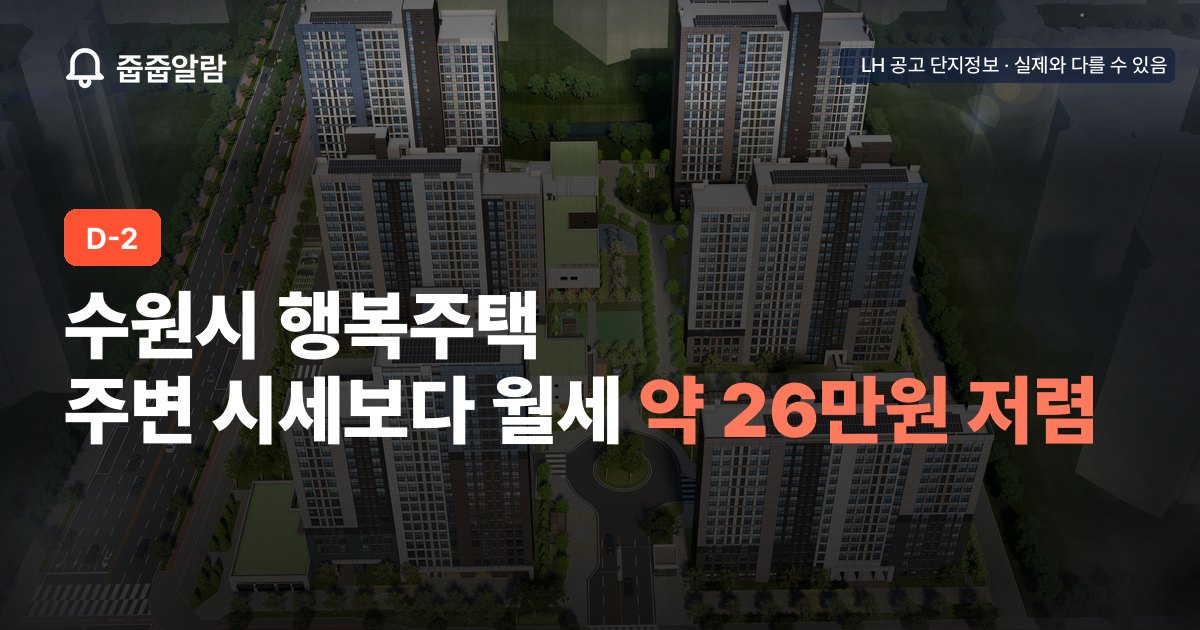 줍줍알람
LH 공고 단지정보 · 실제와 다를 수 있음
D-2
수원시 행복주택
주변 시세보다 월세 약 26만원 저렴